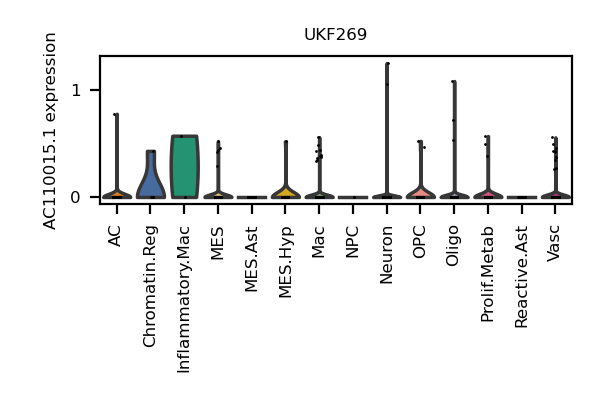 UKF269
AC110015.1 expression
1
0
AC
Chromatin.Reg
Inflammatory.Mac
MES
MES.Ast
MES.Hyp
Mac
NPC
Neuron
OPC
Oligo
Prolif.Metab
Reactive.Ast
Vasc